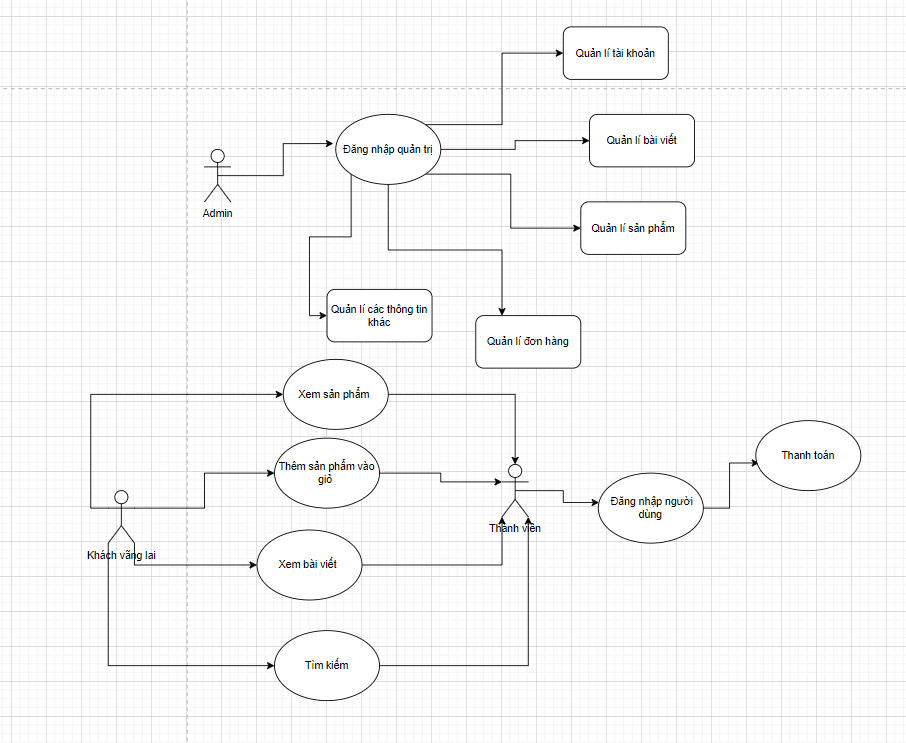 Quản lí tài khoản
Quản lí bài viết
Đăng nhập quản trị
Admin
Quản lí sản phẩm
Quản lí các thông tin
khác
Quản lí đơn hàng
Xem sản phẩm
Thanh toán
Thêm sản phẩm vào
giỏ
Đăng nhập người
dùng
Thành viên
Khách vãng lai
Xem bài viết
Tìm kiếm